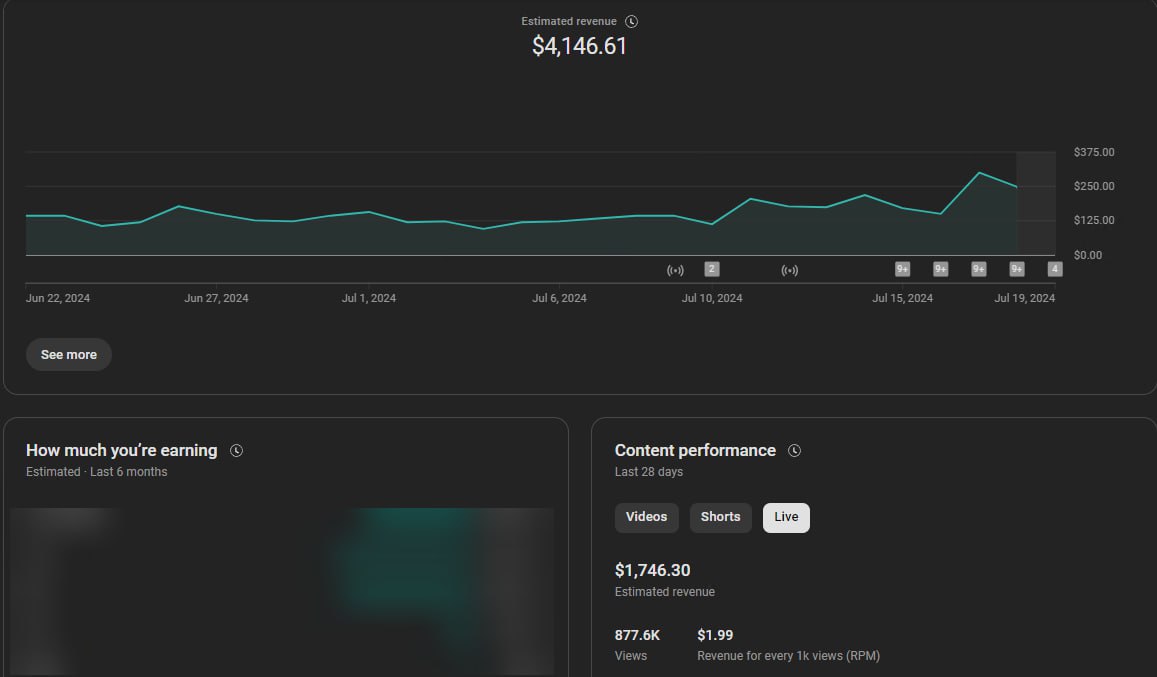 Estimated revenue
$4,146.61
$375.00
$250.00
$125.00
$0.00
2
9+
9+
9+
9+
4
Jun 22, 2024
Jun 27, 2024
Jul 1, 2024
Jul 6, 2024
Jul 10, 2024
Jul 15, 2024
Jul 19, 2024
See more
How much you’re earning
Estimated · Last 6 months
Content performance
Last 28 days
Videos
Shorts
Live
$1,746.30
Estimated revenue
877.6K
Views
$1.99
Revenue for every 1k views (RPM)